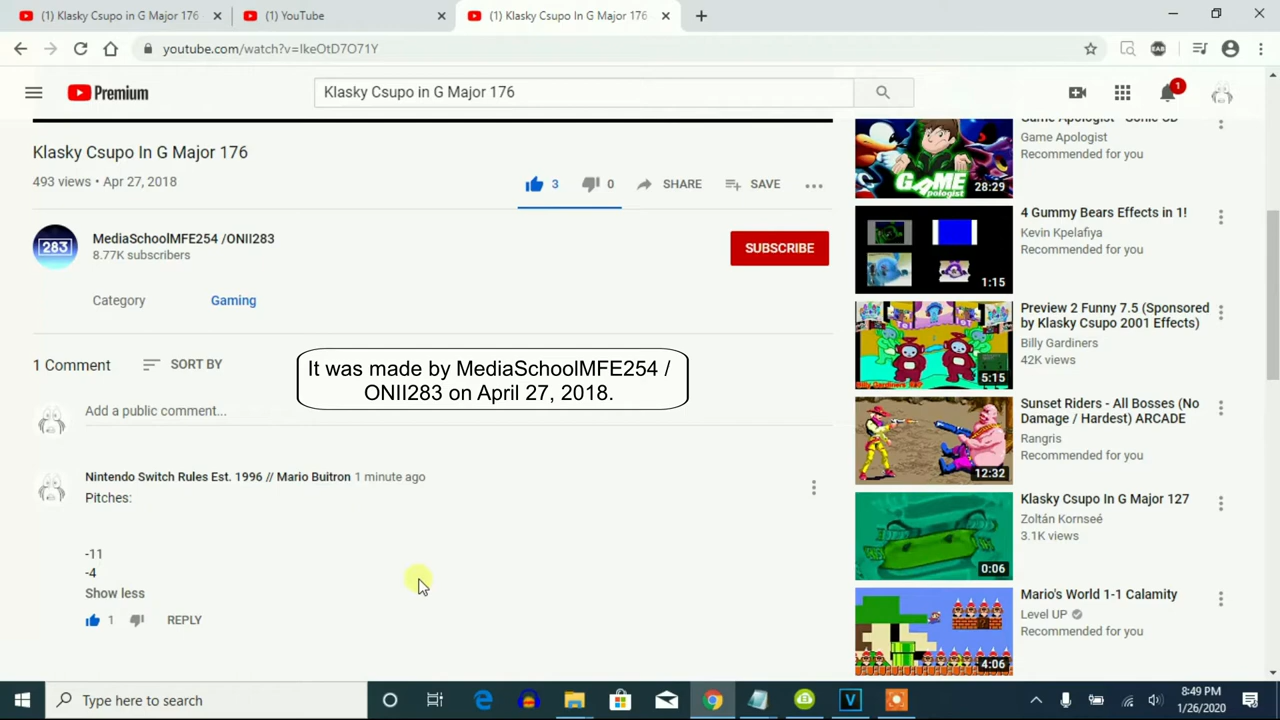 (1) Klasky Csupo In G Major 176
(1) YouTube
(1) Klasky Csupo In G Major 176
youtube.com/watch?v=IkeOtD7O71Y
Premium
Klasky Csupo in G Major 176
1
Klasky Csupo In G Major 176
493 views • Apr 27, 2018
3
0
SHARE
SAVE
283
MediaSchoolMFE254 /ONII283
8.77K subscribers
SUBSCRIBE
Category
Gaming
1 Comment
SORT BY
It was made by MediaSchoolMFE254 /
ONII283 on April 27, 2018.
Add a public comment...
Nintendo Switch Rules Est. 1996 // Mario Buitron 1 minute ago
Pitches:
-11
-4
Show less
1
REPLY
Game Apologist - Sonic CD
Game Apologist
Recommended for you
GAME
pologist
28:29
4 Gummy Bears Effects in 1!
Kevin Kpelafiya
Recommended for you
1:15
Preview 2 Funny 7.5 (Sponsored
by Klasky Csupo 2001 Effects)
Billy Gardiners
42K views
5:15
Sunset Riders - All Bosses (No
Damage / Hardest) ARCADE
Rangris
Recommended for you
12:32
Klasky Csupo In G Major 127
Zoltán Kornseé
3.1K views
0:06
Mario's World 1-1 Calamity
Level UP
Recommended for you
4:06
Type here to search
8:49 PM
1/26/2020